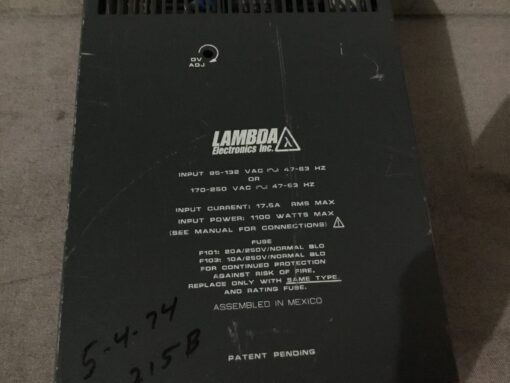 OV
ADJ
LAMBDA
Electronics Inc.
λ
INPUT 85-132 VAC ∿ 47-63 HZ
OR
170-250 VAC ∿ 47-63 HZ
INPUT CURRENT: 17.5A RMS MAX
INPUT POWER: 1100 WATTS MAX
(SEE MANUAL FOR CONNECTIONS)
FUSE
F101: 20A/250V/NORMAL BLO
F103: 10A/250V/NORMAL BLO
FOR CONTINUED PROTECTION
AGAINST RISK OF FIRE,
REPLACE ONLY WITH SAME TYPE
AND RATING FUSE.
ASSEMBLED IN MEXICO
5-4-94
215B
PATENT PENDING